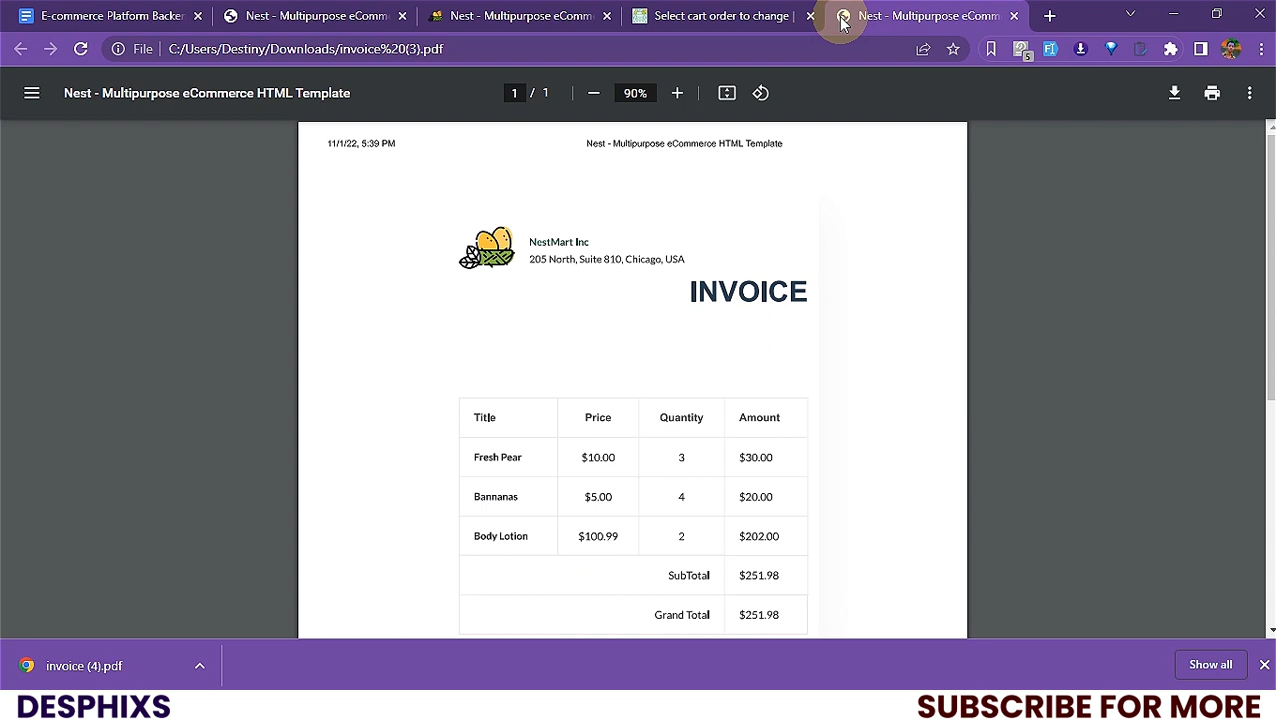 E-commerce Platform Backer
Nest - Multipurpose eComm
Nest - Multipurpose eComm
Select cart order to change |
Nest - Multipurpose eComm
File
C:/Users/Destiny/Downloads/invoice%20(3).pdf
5
Nest - Multipurpose eCommerce HTML Template
1 / 1
90%
11/1/22, 5:39 PM
Nest - Multipurpose eCommerce HTML Template
NestMart Inc
205 North, Suite 810, Chicago, USA
INVOICE
Title Price Quantity Amount
Fresh Pear $10.00 3 $30.00
Bannanas $5.00 4 $20.00
Body Lotion $100.99 2 $202.00
SubTotal $251.98
Grand Total $251.98
invoice (4).pdf
Show all
DESPHIXS
SUBSCRIBE FOR MORE